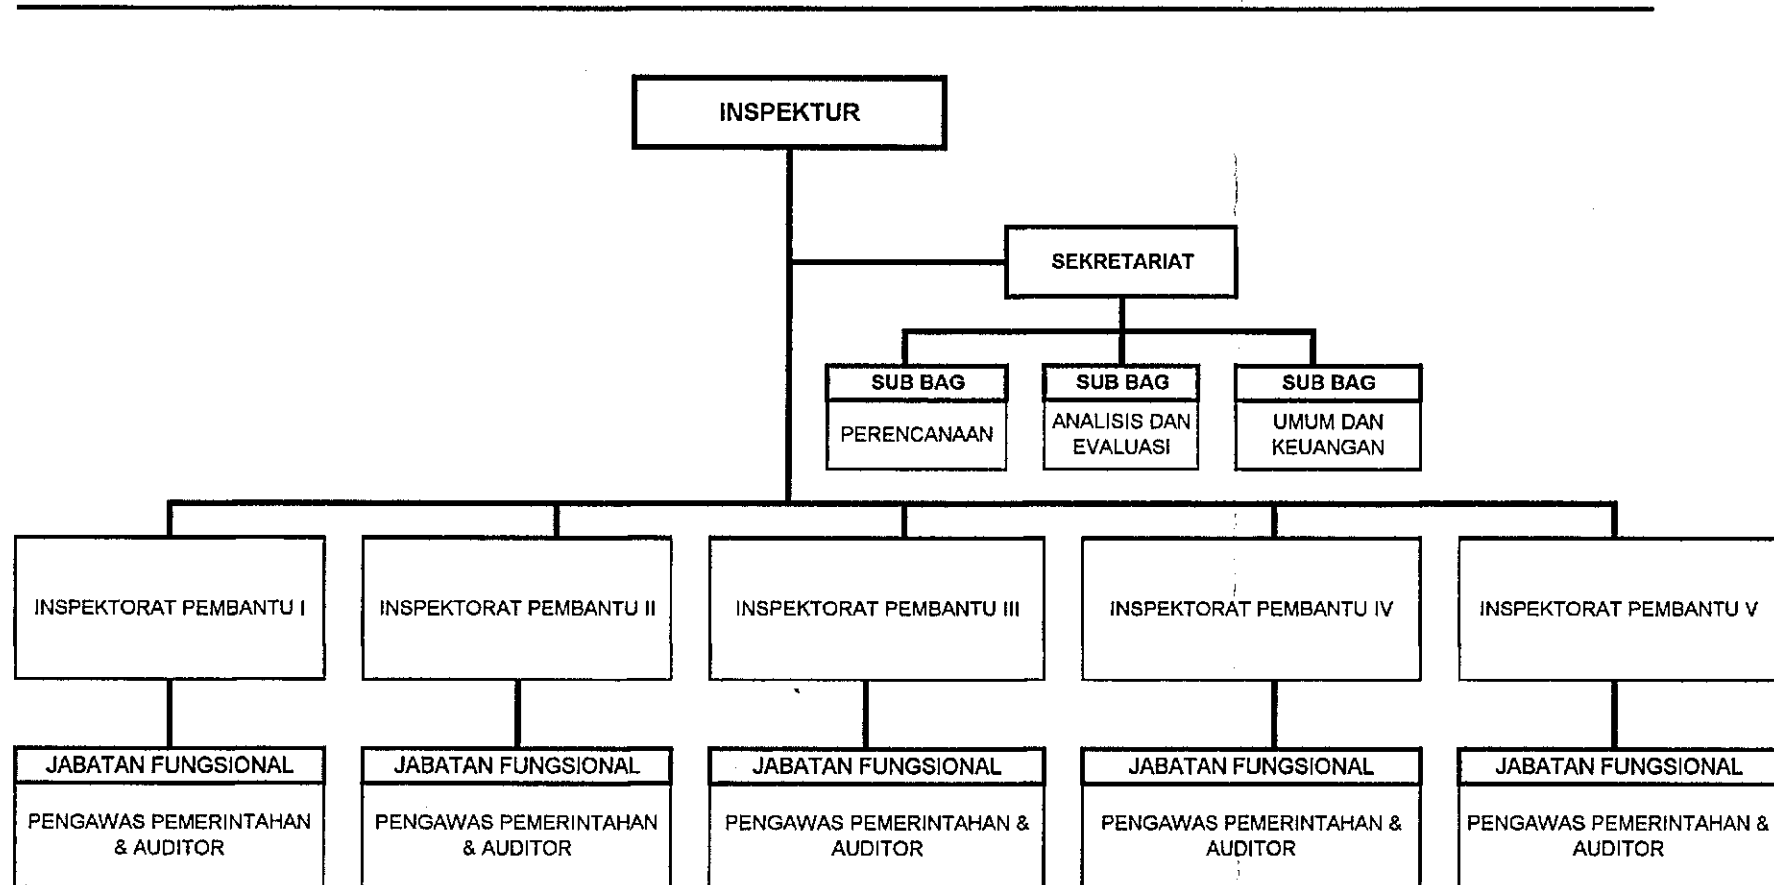 INSPEKTUR
SEKRETARIAT
SUB BAG
PERENCANAAN
SUB BAG
ANALISIS DAN
EVALUASI
SUB BAG
UMUM DAN
KEUANGAN
INSPEKTORAT PEMBANTU I
INSPEKTORAT PEMBANTU II
INSPEKTORAT PEMBANTU III
INSPEKTORAT PEMBANTU IV
INSPEKTORAT PEMBANTU V
JABATAN FUNGSIONAL
PENGAWAS PEMERINTAHAN
& AUDITOR
JABATAN FUNGSIONAL
PENGAWAS PEMERINTAHAN
& AUDITOR
JABATAN FUNGSIONAL
PENGAWAS PEMERINTAHAN &
AUDITOR
JABATAN FUNGSIONAL
PENGAWAS PEMERINTAHAN &
AUDITOR
JABATAN FUNGSIONAL
PENGAWAS PEMERINTAHAN &
AUDITOR